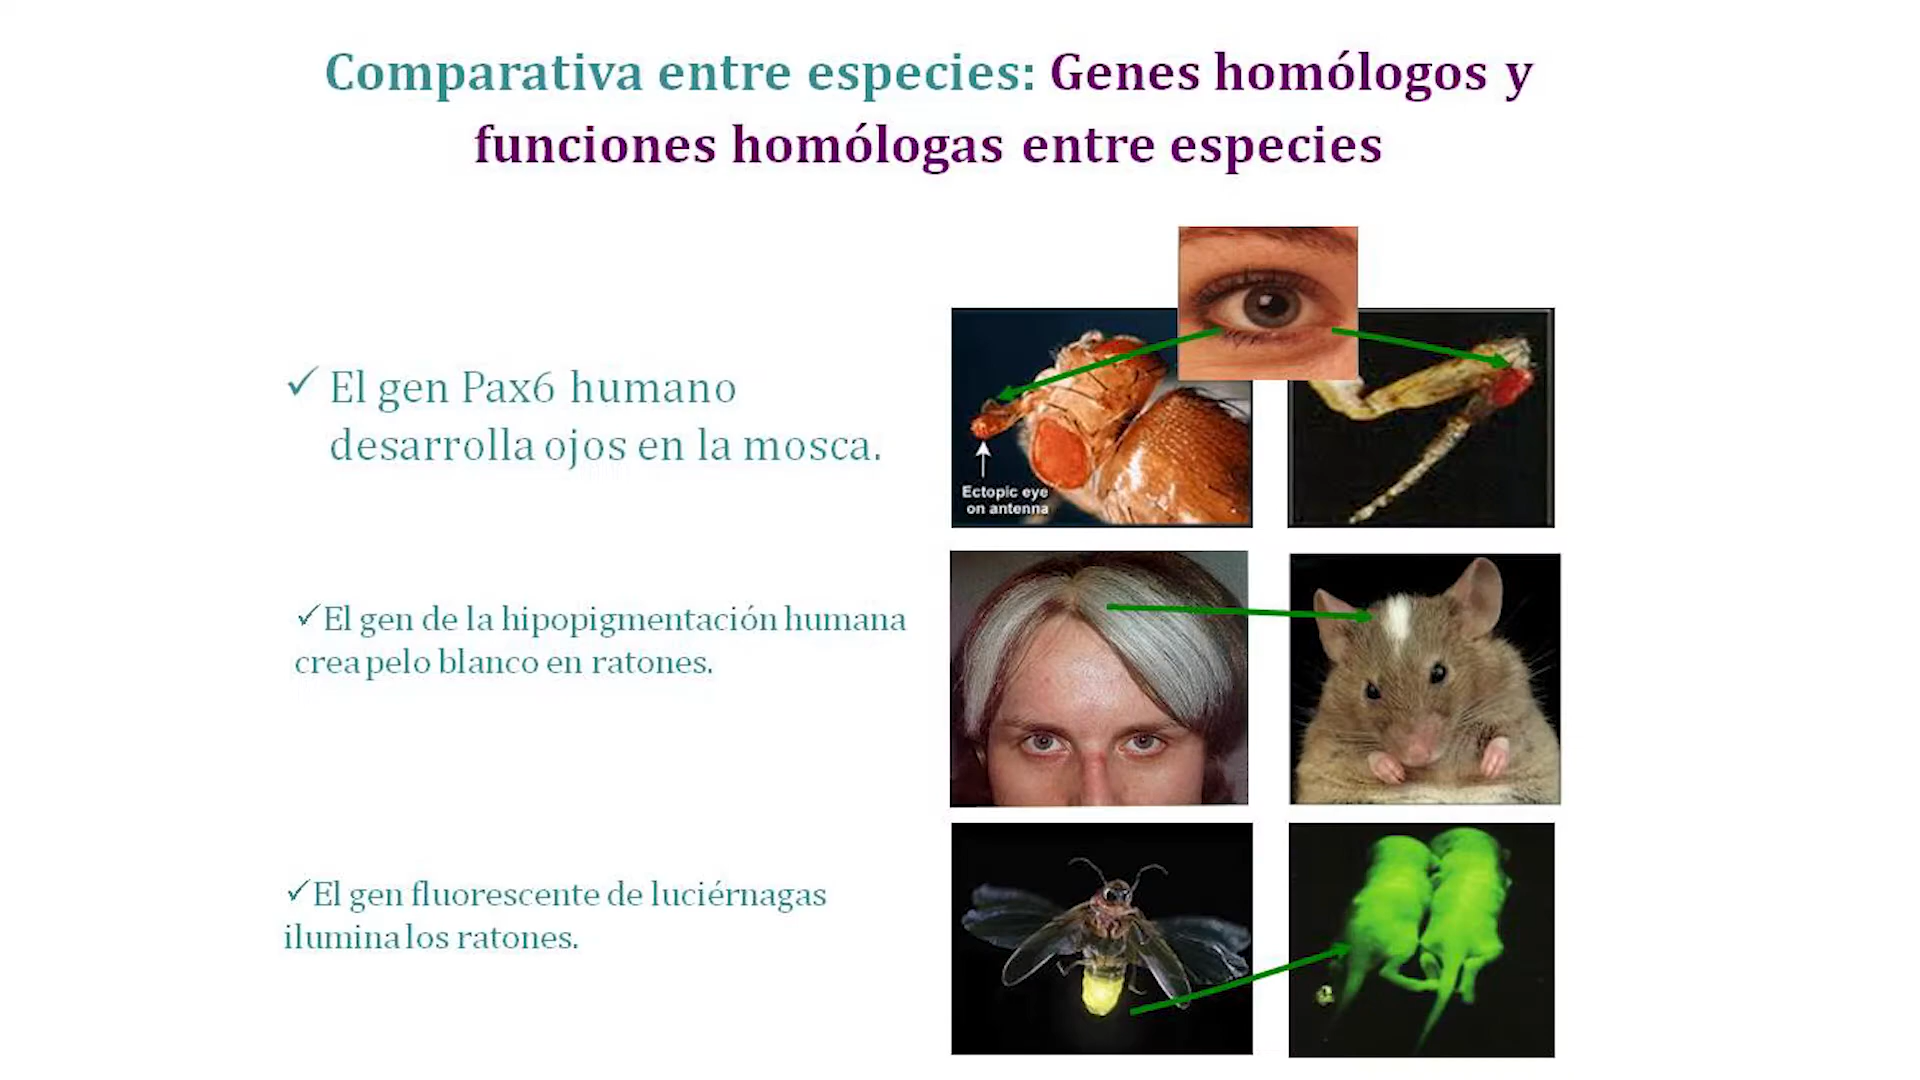 Comparativa entre especies: Genes homólogos y
funciones homólogas entre especies
✓ El gen Pax6 humano
desarrolla ojos en la mosca.
Ectopic eye
on antenna
✓El gen de la hipopigmentación humana
crea pelo blanco en ratones.
✓El gen fluorescente de luciérnagas
ilumina los ratones.